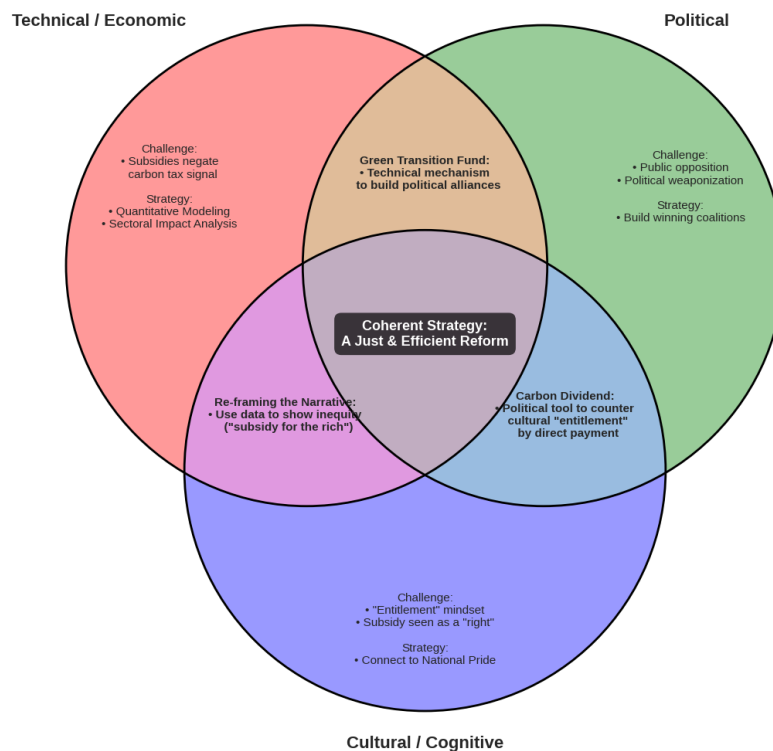 Technical / Economic
Political
Challenge:
• Subsidies negate
carbon tax signal
Strategy:
• Quantitative Modeling
• Sectoral Impact Analysis
Green Transition Fund:
• Technical mechanism
to build political alliances
Challenge:
• Public opposition
• Political weaponization
Strategy:
• Build winning coalitions
Coherent Strategy:
A Just & Efficient Reform
Re-framing the Narrative:
• Use data to show inequity
("subsidy for the rich")
Carbon Dividend:
• Political tool to counter
cultural "entitlement"
by direct payment
Challenge:
• "Entitlement" mindset
• Subsidy seen as a "right"
Strategy:
• Connect to National Pride
Cultural / Cognitive